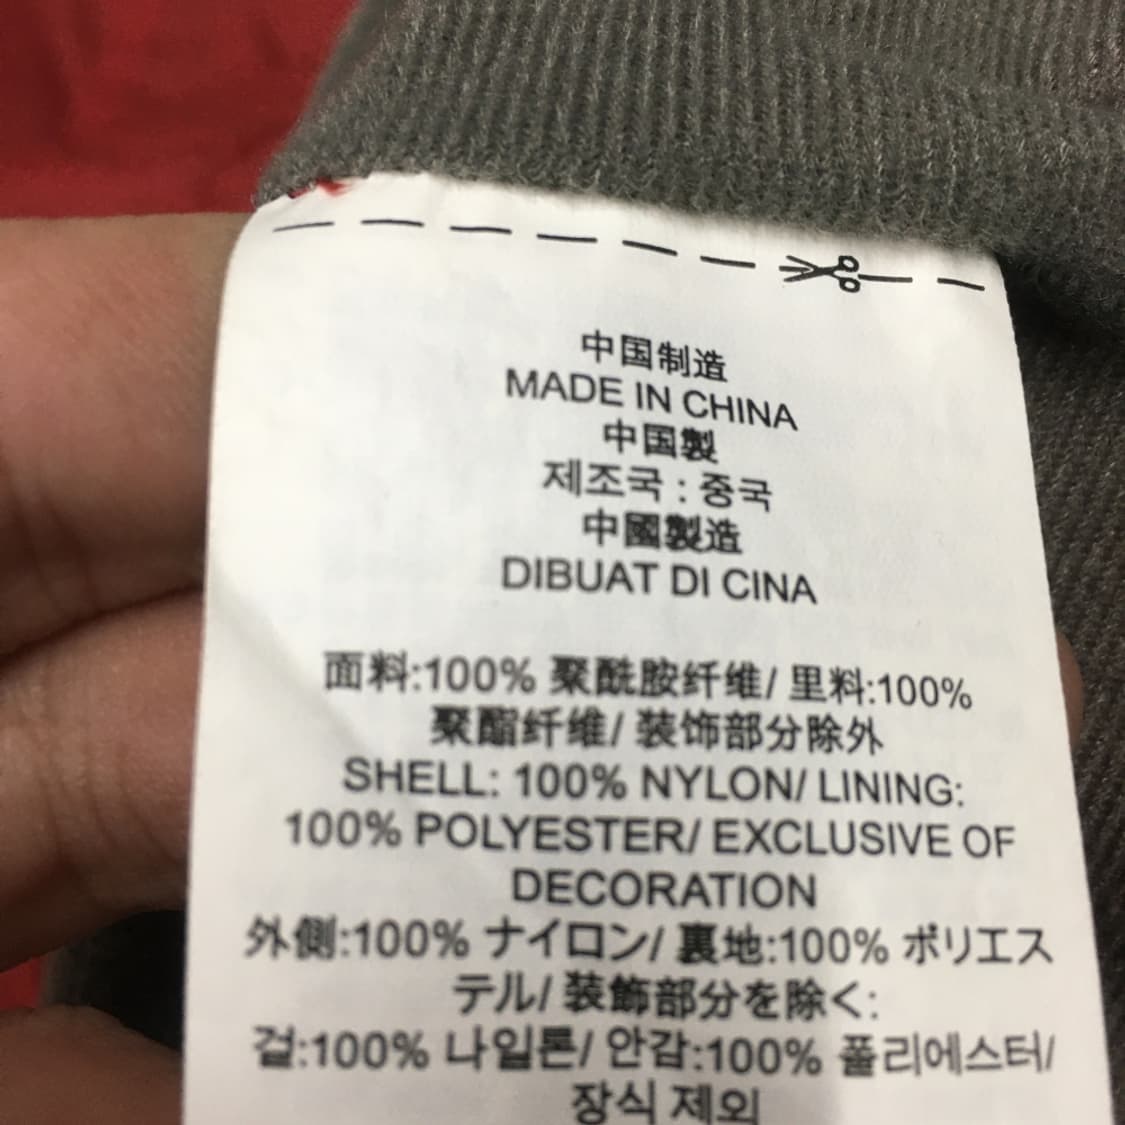 中国制造
MADE IN CHINA
中国製
제조국 : 중국
中國製造
DIBUAT DI CINA
面料:100% 聚酰胺纤维/ 里料:100%
聚酯纤维/ 装饰部分除外
SHELL: 100% NYLON/ LINING:
100% POLYESTER/ EXCLUSIVE OF
DECORATION
外側:100% ナイロン/ 裏地:100% ポリエス
テル/ 装飾部分を除く:
겉:100% 나일론/ 안감:100% 폴리에스터/
장식 제외